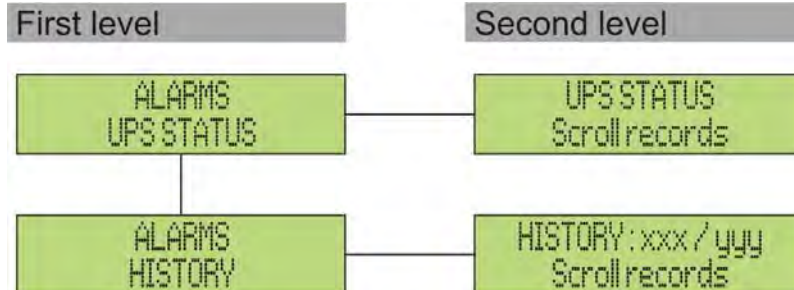 First level
Second level
ALARMS
UPS STATUS
UPS STATUS
Scroll records
ALARMS
HISTORY
HISTORY:xxx/yyy
Scroll records